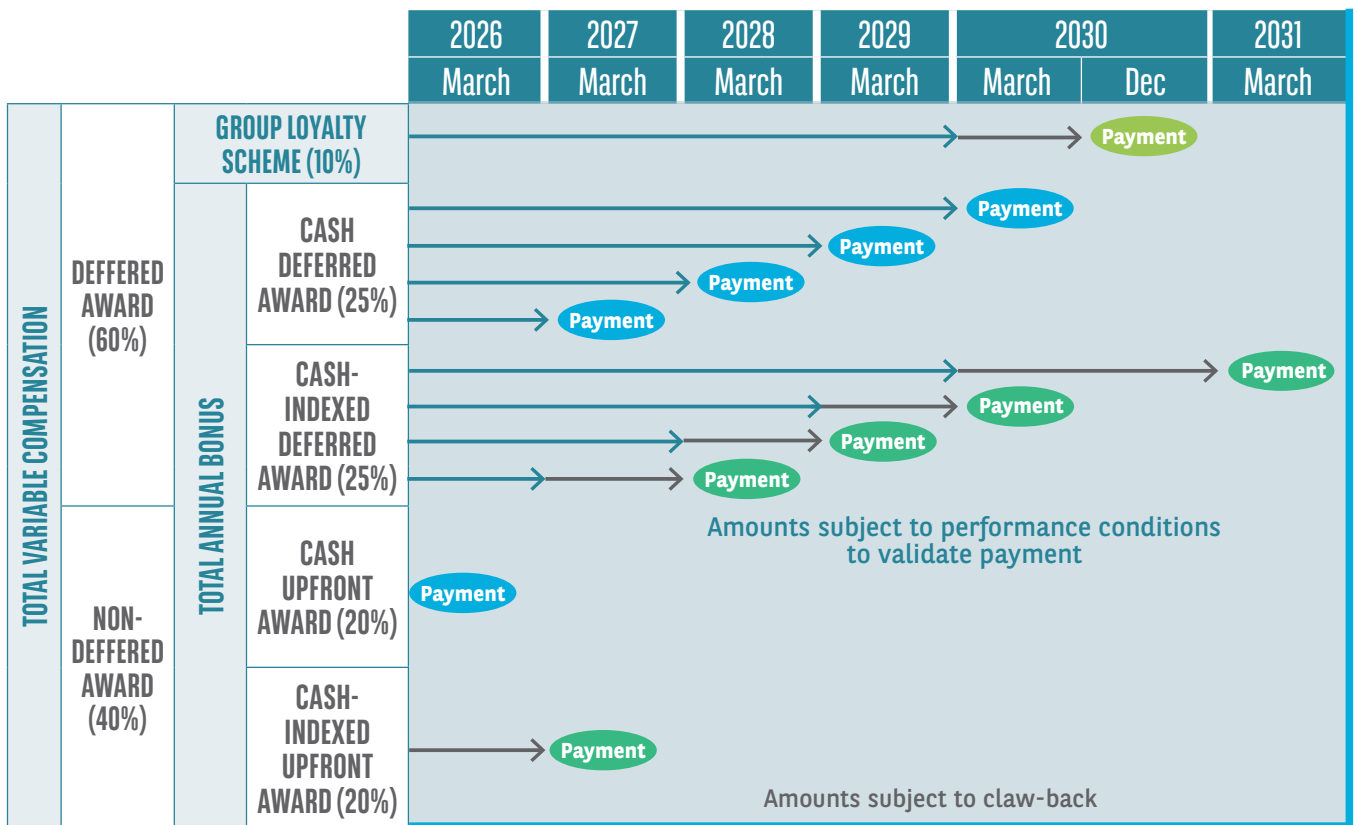 2026 2027 2028 2029 2030 2031
March March March March March Dec March
TOTAL VARIABLE COMPENSATION
DEFFERED
AWARD
(60%)
GROUP LOYALTY
SCHEME (10%)
Payment
TOTAL ANNUAL BONUS
CASH
DEFERRED
AWARD (25%)
Payment
Payment
Payment
Payment
CASH-
INDEXED
DEFERRED
AWARD (25%)
Payment
Payment
Payment
Payment
Amounts subject to performance conditions
to validate payment
NON-
DEFFERED
AWARD
(40%)
CASH
UPFRONT
AWARD (20%)
Payment
CASH-
INDEXED
UPFRONT
AWARD (20%)
Payment
Amounts subject to claw-back